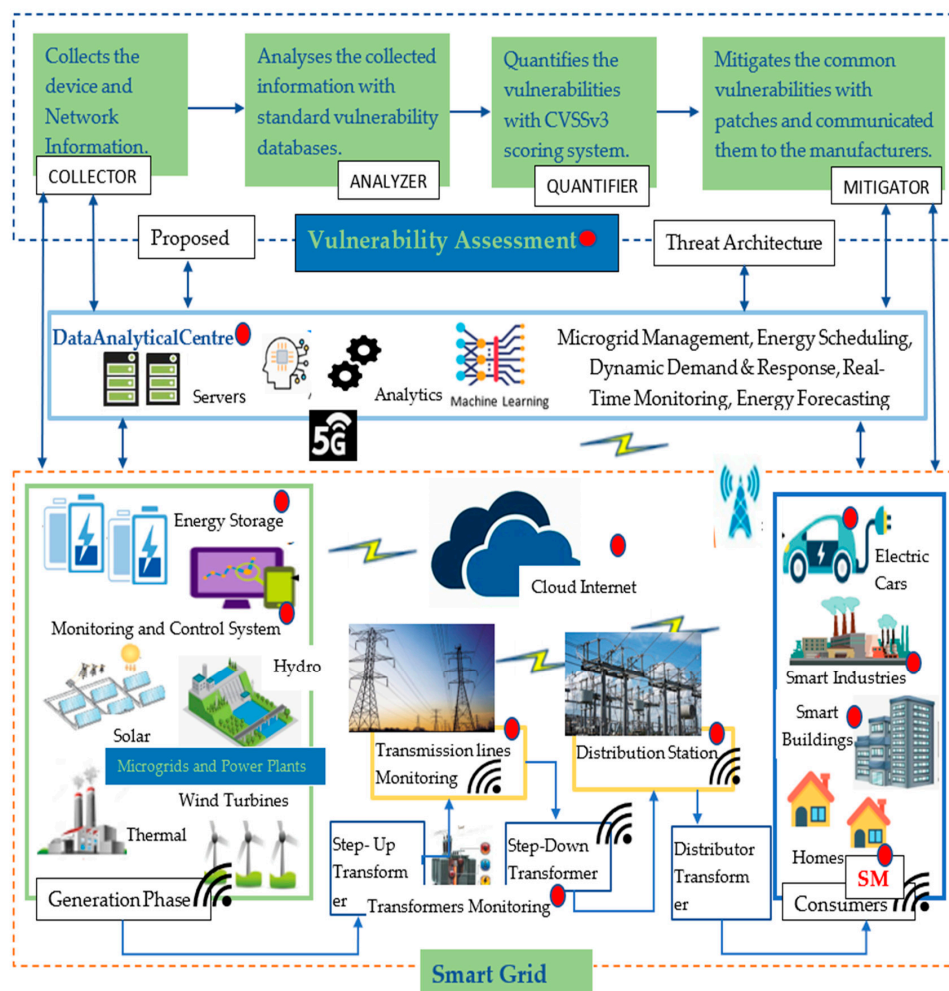 Collects the
device and
Network
Information.
COLLECTOR
Analyses the collected
information with
standard vulnerability
databases.
ANALYZER
Quantifies the
vulnerabilities
with CVSSv3
scoring system.
QUANTIFIER
Mitigates the common
vulnerabilities with
patches and communicated
them to the manufacturers.
MITIGATOR
Proposed
Vulnerability Assessment
Threat Architecture
DataAnalyticalCentre
Servers
Analytics
Machine Learning
5G
Microgrid Management, Energy Scheduling,
Dynamic Demand & Response, Real-
Time Monitoring, Energy Forecasting
Energy Storage
Monitoring and Control System
Hydro
Solar
Microgrids and Power Plants
Wind Turbines
Thermal
Generation Phase
Cloud Internet
Transmission lines
Monitoring
Distribution Station
Step- Up
Transform
er
Step-Down
Transformer
Transformers Monitoring
Distributor
Transform
er
Electric
Cars
Smart Industries
Smart
Buildings
Homes
SM
Consumers
Smart Grid